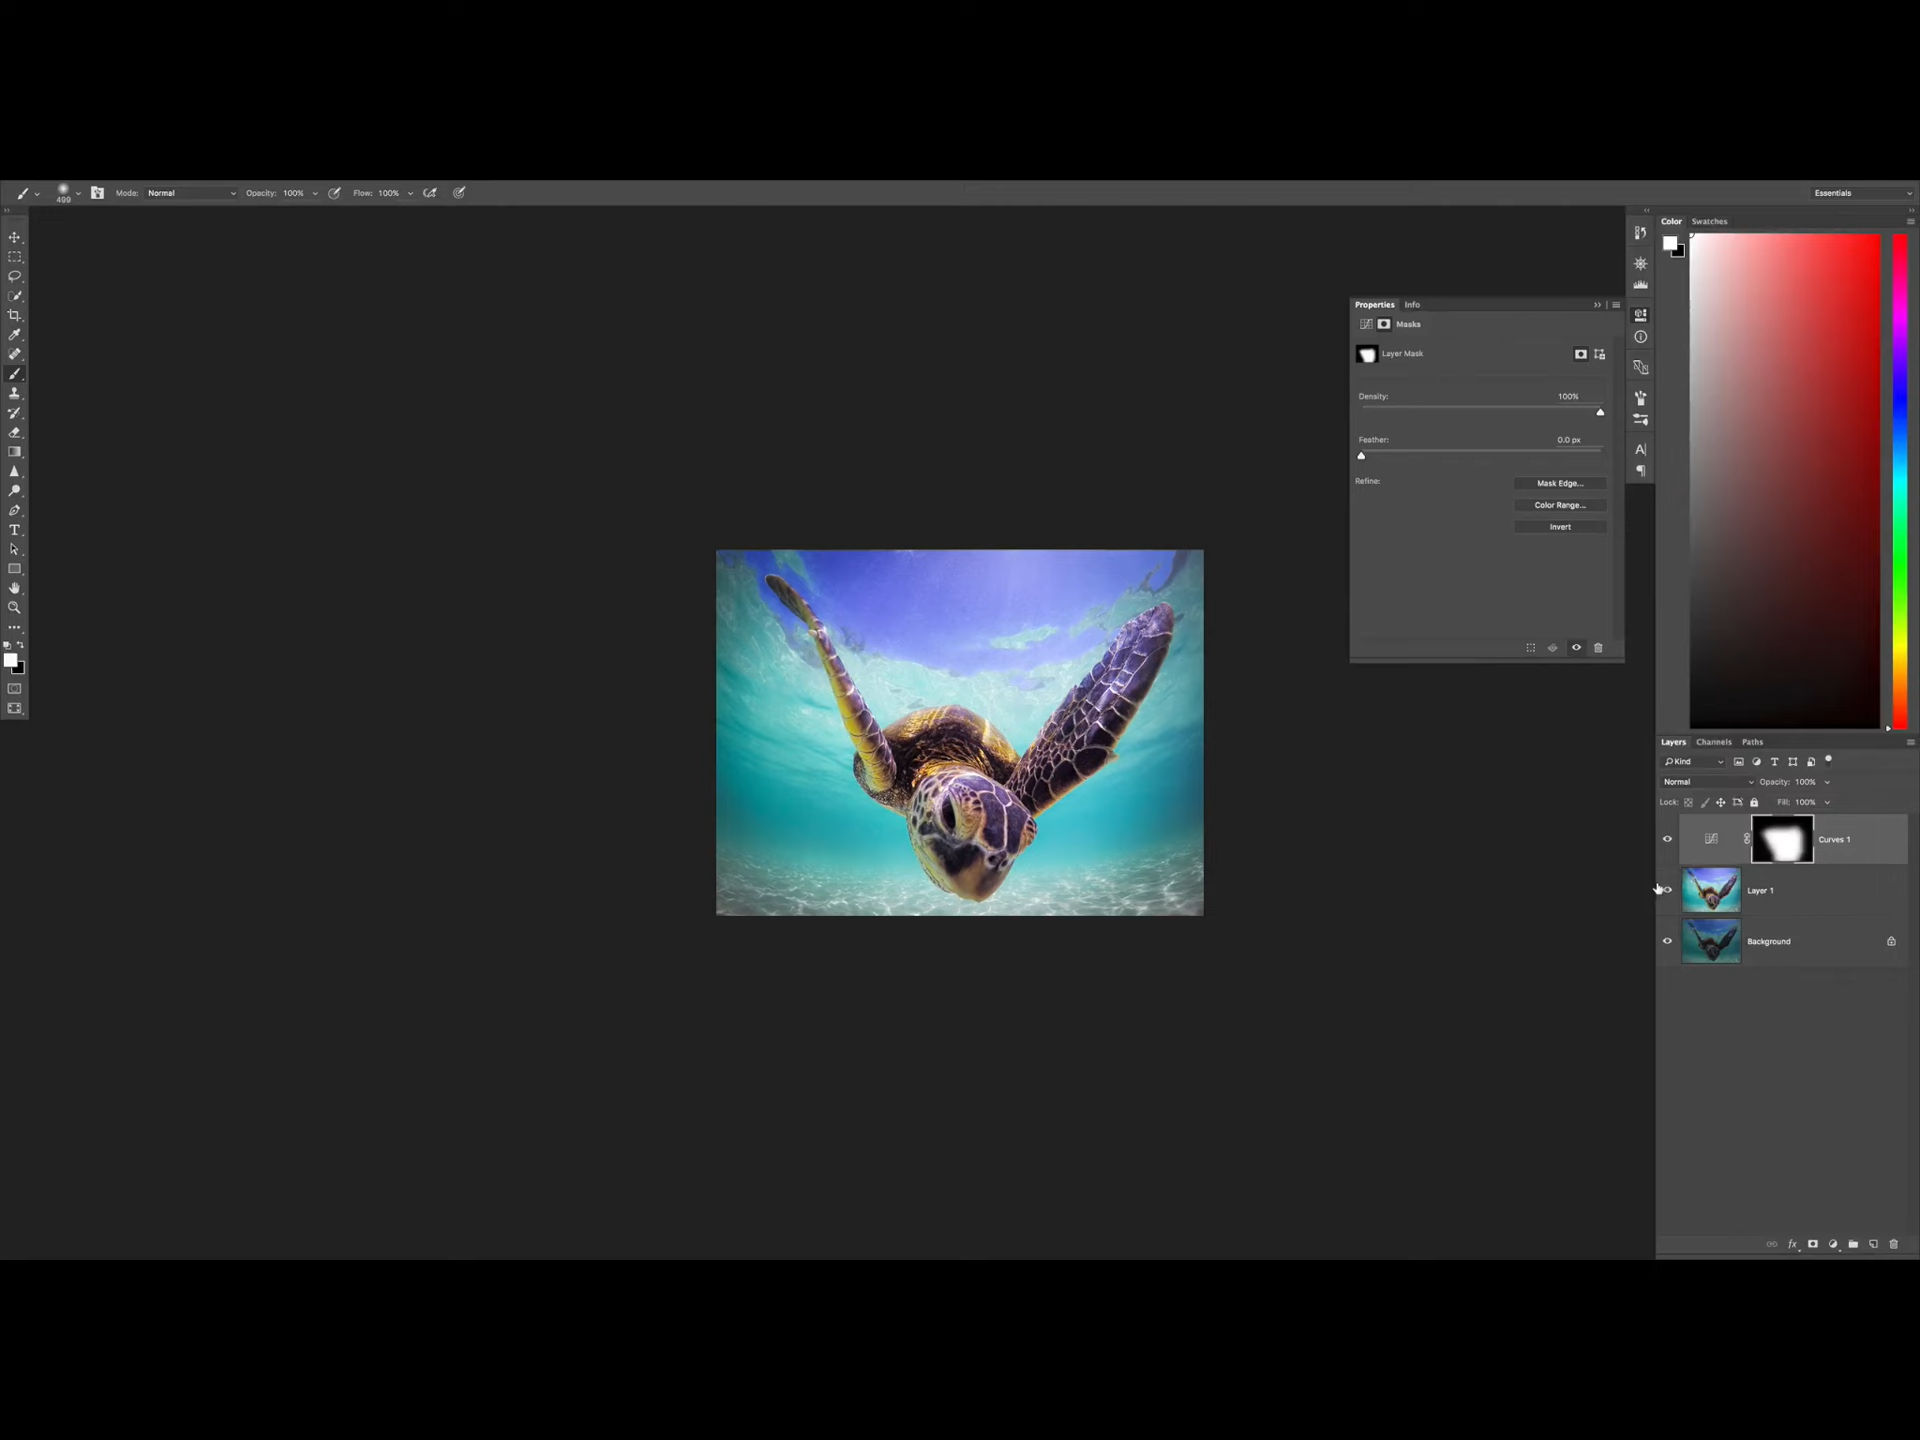 499
Mode: Normal
Opacity: 100%
Flow: 100%
Essentials
Color
Swatches
Properties
Info
Masks
Layer Mask
Density: 100%
Feather: 0.0 px
Refine:
Mask Edge...
Color Range...
Invert
Layers
Channels
Paths
Kind
Normal
Opacity: 100%
Lock:
Fill: 100%
Curves 1
Layer 1
Background
fx